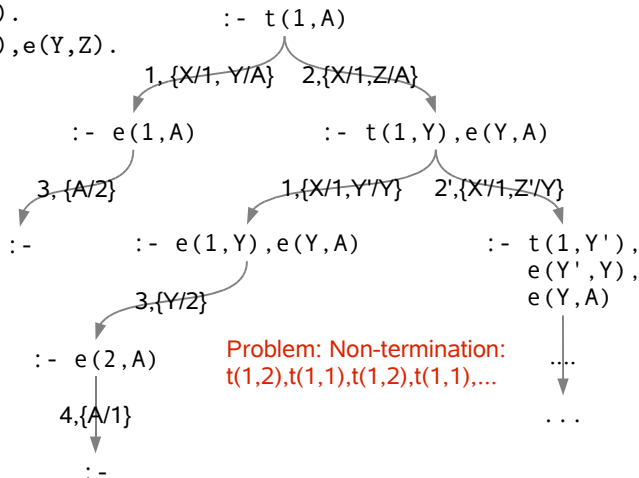 ).
:- t(1,A)
),e(Y,Z).
1, {X/1, Y/A} 2,{X/1,Z/A}
:- e(1,A) :- t(1,Y),e(Y,A)
3, {A/2} 1,{X/1,Y'/Y} 2',{X'/1,Z'/Y}
:- :- e(1,Y),e(Y,A) :- t(1,Y'),
e(Y',Y),
e(Y,A)
3,{Y/2}
:- e(2,A) Problem: Non-termination: ....
t(1,2),t(1,1),t(1,2),t(1,1),...
4,{A/1} ...
:-